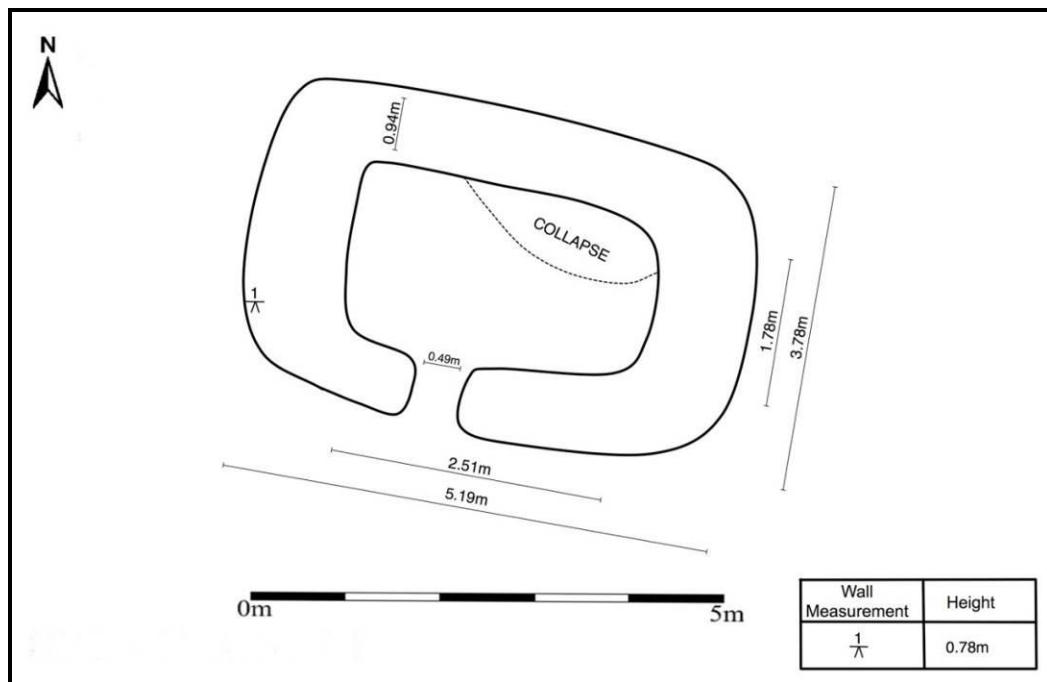 N
0.94m
COLLAPSE
1
0.49m
1.78m
3.78m
2.51m
5.19m
0m
5m
Wall
Measurement
Height
1
0.78m